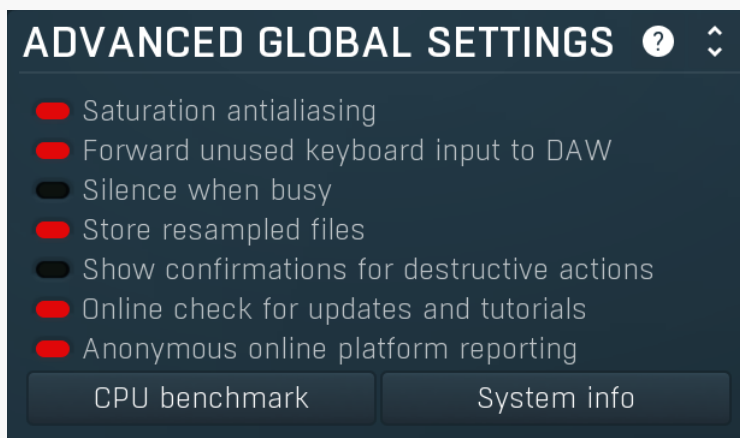 ADVANCED GLOBAL SETTINGS ?
Saturation antialiasing
Forward unused keyboard input to DAW
Silence when busy
Store resampled files
Show confirmations for destructive actions
Online check for updates and tutorials
Anonymous online platform reporting
CPU benchmark System info